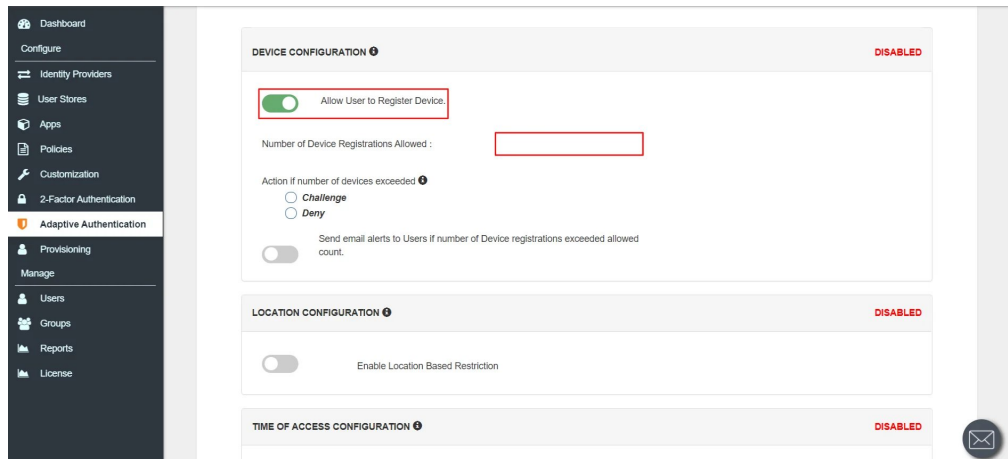 Dashboard
Configure
Identity Providers
User Stores
Apps
Policies
Customization
2-Factor Authentication
Adaptive Authentication
Provisioning
Manage
Users
Groups
Reports
License
DEVICE CONFIGURATION
DISABLED
Allow User to Register Device.
Number of Device Registrations Allowed :
Action if number of devices exceeded
Challenge
Deny
Send email alerts to Users if number of Device registrations exceeded allowed
count.
LOCATION CONFIGURATION
DISABLED
Enable Location Based Restriction
TIME OF ACCESS CONFIGURATION
DISABLED